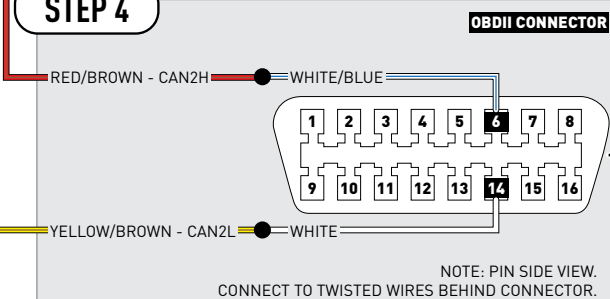 STEP 4
OBDII CONNECTOR
RED/BROWN - CAN2H
WHITE/BLUE
1 2 3 4 5 6 7 8
9 10 11 12 13 14 15 16
YELLOW/BROWN - CAN2L
WHITE
NOTE: PIN SIDE VIEW.
CONNECT TO TWISTED WIRES BEHIND CONNECTOR.